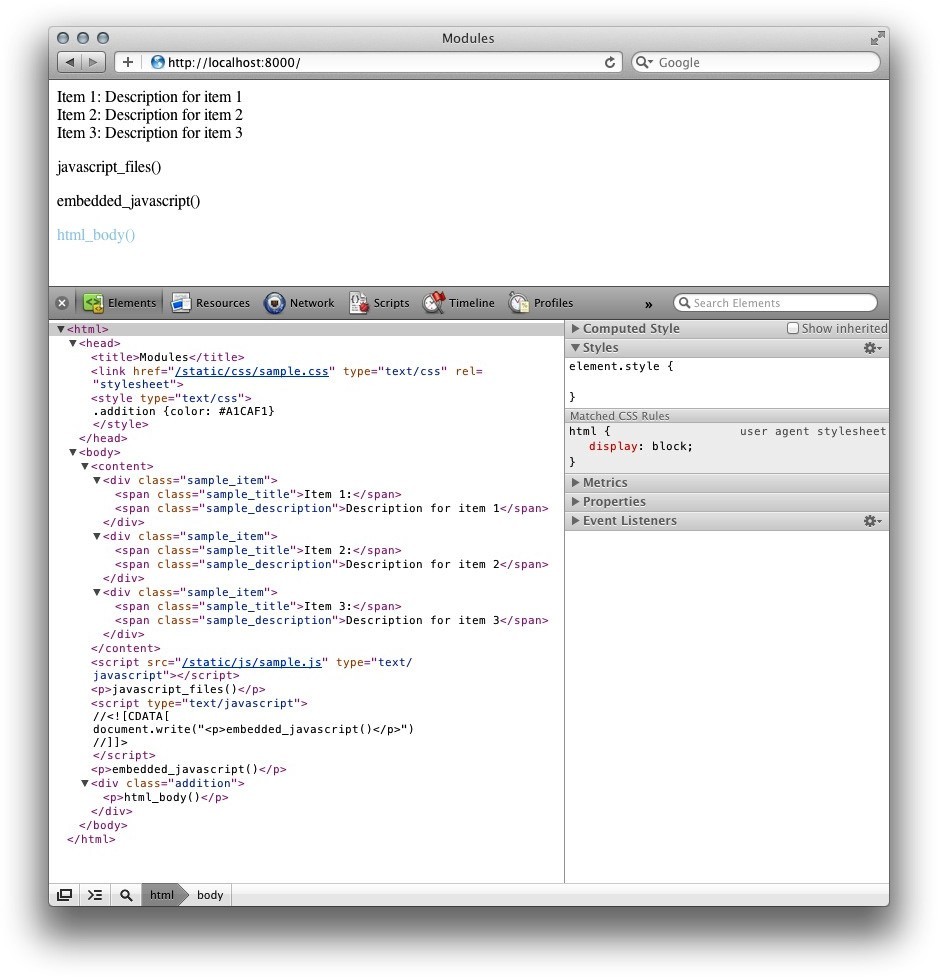 Modules
http://localhost:8000/
Google
Item 1: Description for item 1
Item 2: Description for item 2
Item 3: Description for item 3
javascript_files()
embedded_javascript()
html_body()
Elements Resources Network Scripts Timeline Profiles » Search Elements
<html>
<head>
<title>Modules</title>
<link href="/static/css/sample.css" type="text/css" rel=
"stylesheet">
<style type="text/css">
.addition {color: #A1CAF1}
</style>
</head>
<body>
<content>
<div class="sample_item">
<span class="sample_title">Item 1:</span>
<span class="sample_description">Description for item 1</span>
</div>
<div class="sample_item">
<span class="sample_title">Item 2:</span>
<span class="sample_description">Description for item 2</span>
</div>
<div class="sample_item">
<span class="sample_title">Item 3:</span>
<span class="sample_description">Description for item 3</span>
</div>
</content>
<script src="/static/js/sample.js" type="text/
javascript"></script>
<p>javascript_files()</p>
<script type="text/javascript">
//<![CDATA[
document.write("<p>embedded_javascript()</p>")
//]]>
</script>
<p>embedded_javascript()</p>
<div class="addition">
<p>html_body()</p>
</div>
</body>
</html>
Computed Style Show inherited
Styles
element.style {
}
Matched CSS Rules
html { user agent stylesheet
display: block;
}
Metrics
Properties
Event Listeners
html body